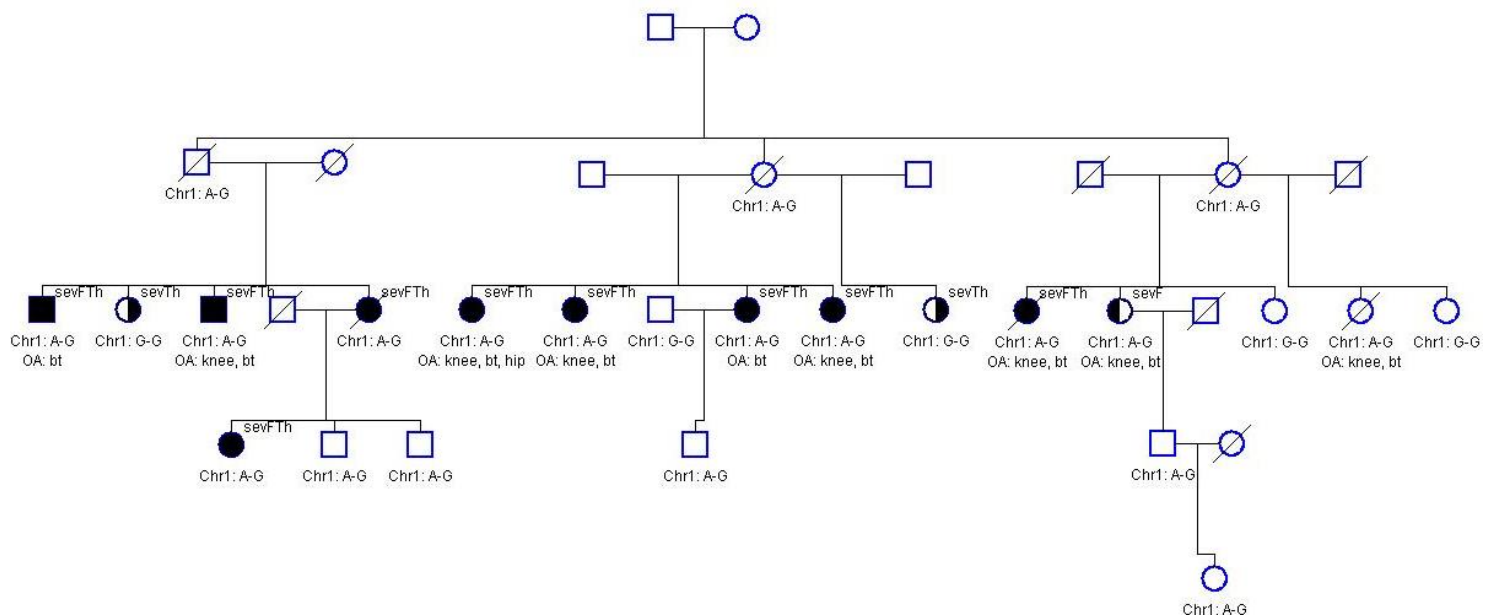 Chr1: A-G
Chr1: A-G
Chr1: A-G
sevFTh
sevTh
sevFTh
sevFTh
sevFTh
sevFTh
sevFTh
sevFTh
sevTh
sevFTh
sevF
Chr1: A-G
Chr1: G-G
Chr1: A-G
Chr1: A-G
Chr1: A-G
Chr1: A-G
Chr1: G-G
Chr1: A-G
Chr1: A-G
Chr1: G-G
Chr1: A-G
Chr1: A-G
Chr1: G-G
Chr1: A-G
Chr1: G-G
OA: bt
OA: knee, bt
OA: knee, bt, hip
OA: knee, bt
OA: bt
OA: knee, bt
OA: knee, bt
OA: knee, bt
OA: knee, bt
sevFTh
Chr1: A-G
Chr1: A-G
Chr1: A-G
Chr1: A-G
Chr1: A-G
Chr1: A-G